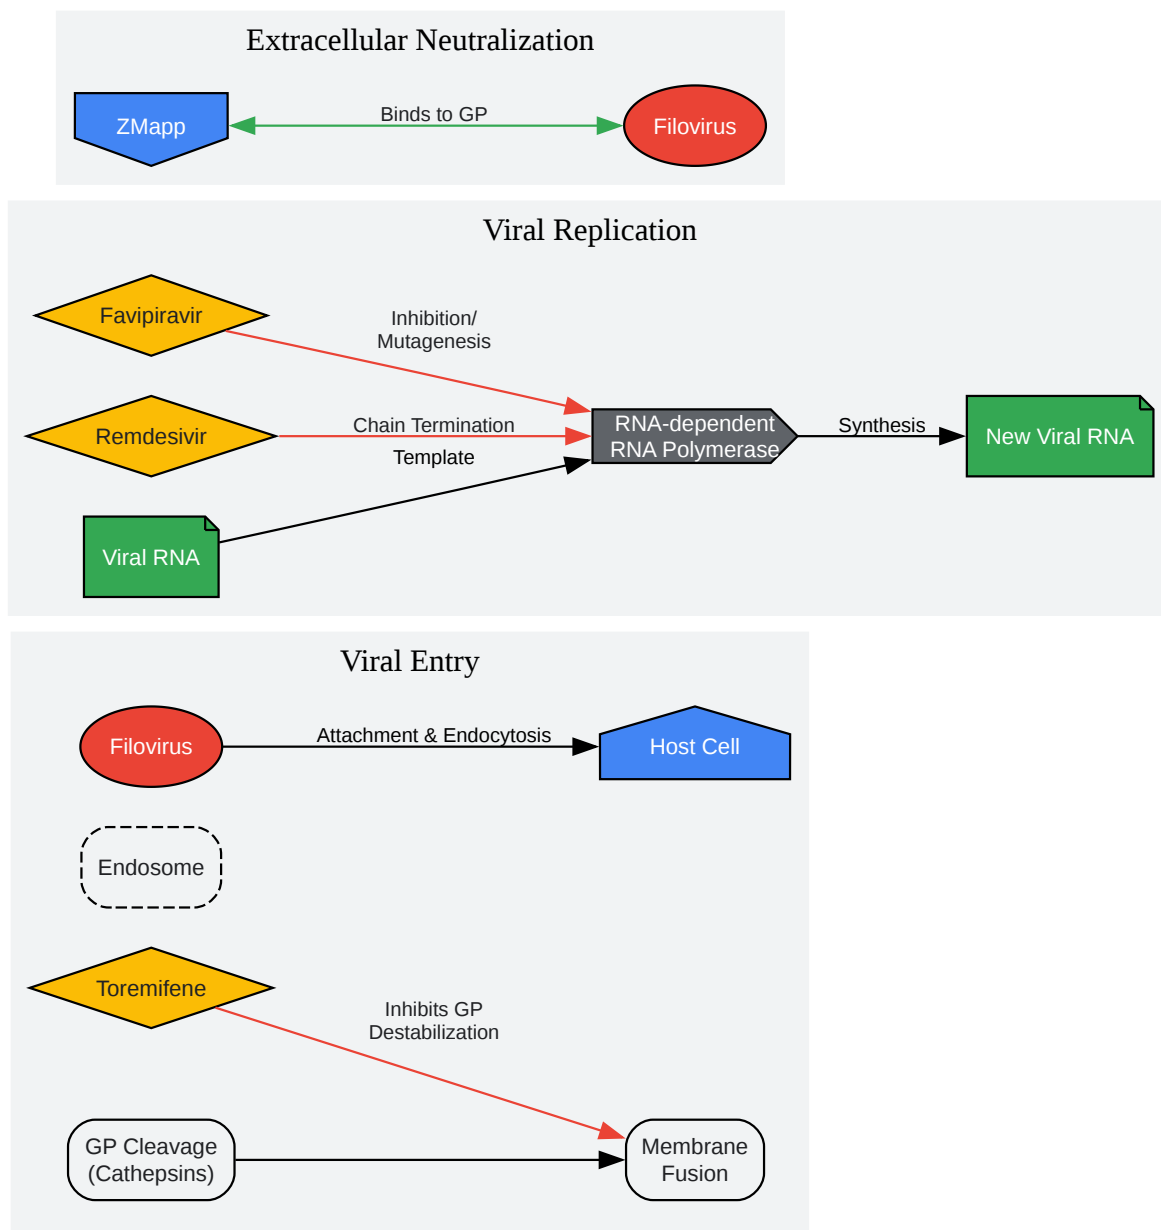 Extracellular Neutralization
ZMapp
Binds to GP
Filovirus
Viral Replication
Favipiravir
Inhibition/
Mutagenesis
Remdesivir
Chain Termination
Template
RNA-dependent
RNA Polymerase
Synthesis
New Viral RNA
Viral RNA
Viral Entry
Filovirus
Attachment & Endocytosis
Host Cell
Endosome
Toremifene
Inhibits GP
Destabilization
GP Cleavage
(Cathepsins)
Membrane
Fusion